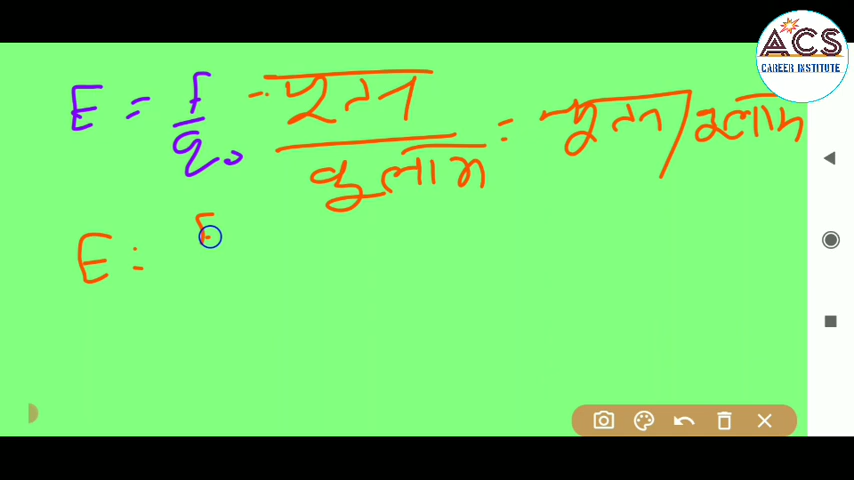 E = F/q₀ = न्यूटन/कुलॉम = न्यूटन/कुलॉम
E = F
ACS
CAREER INSTITUTE